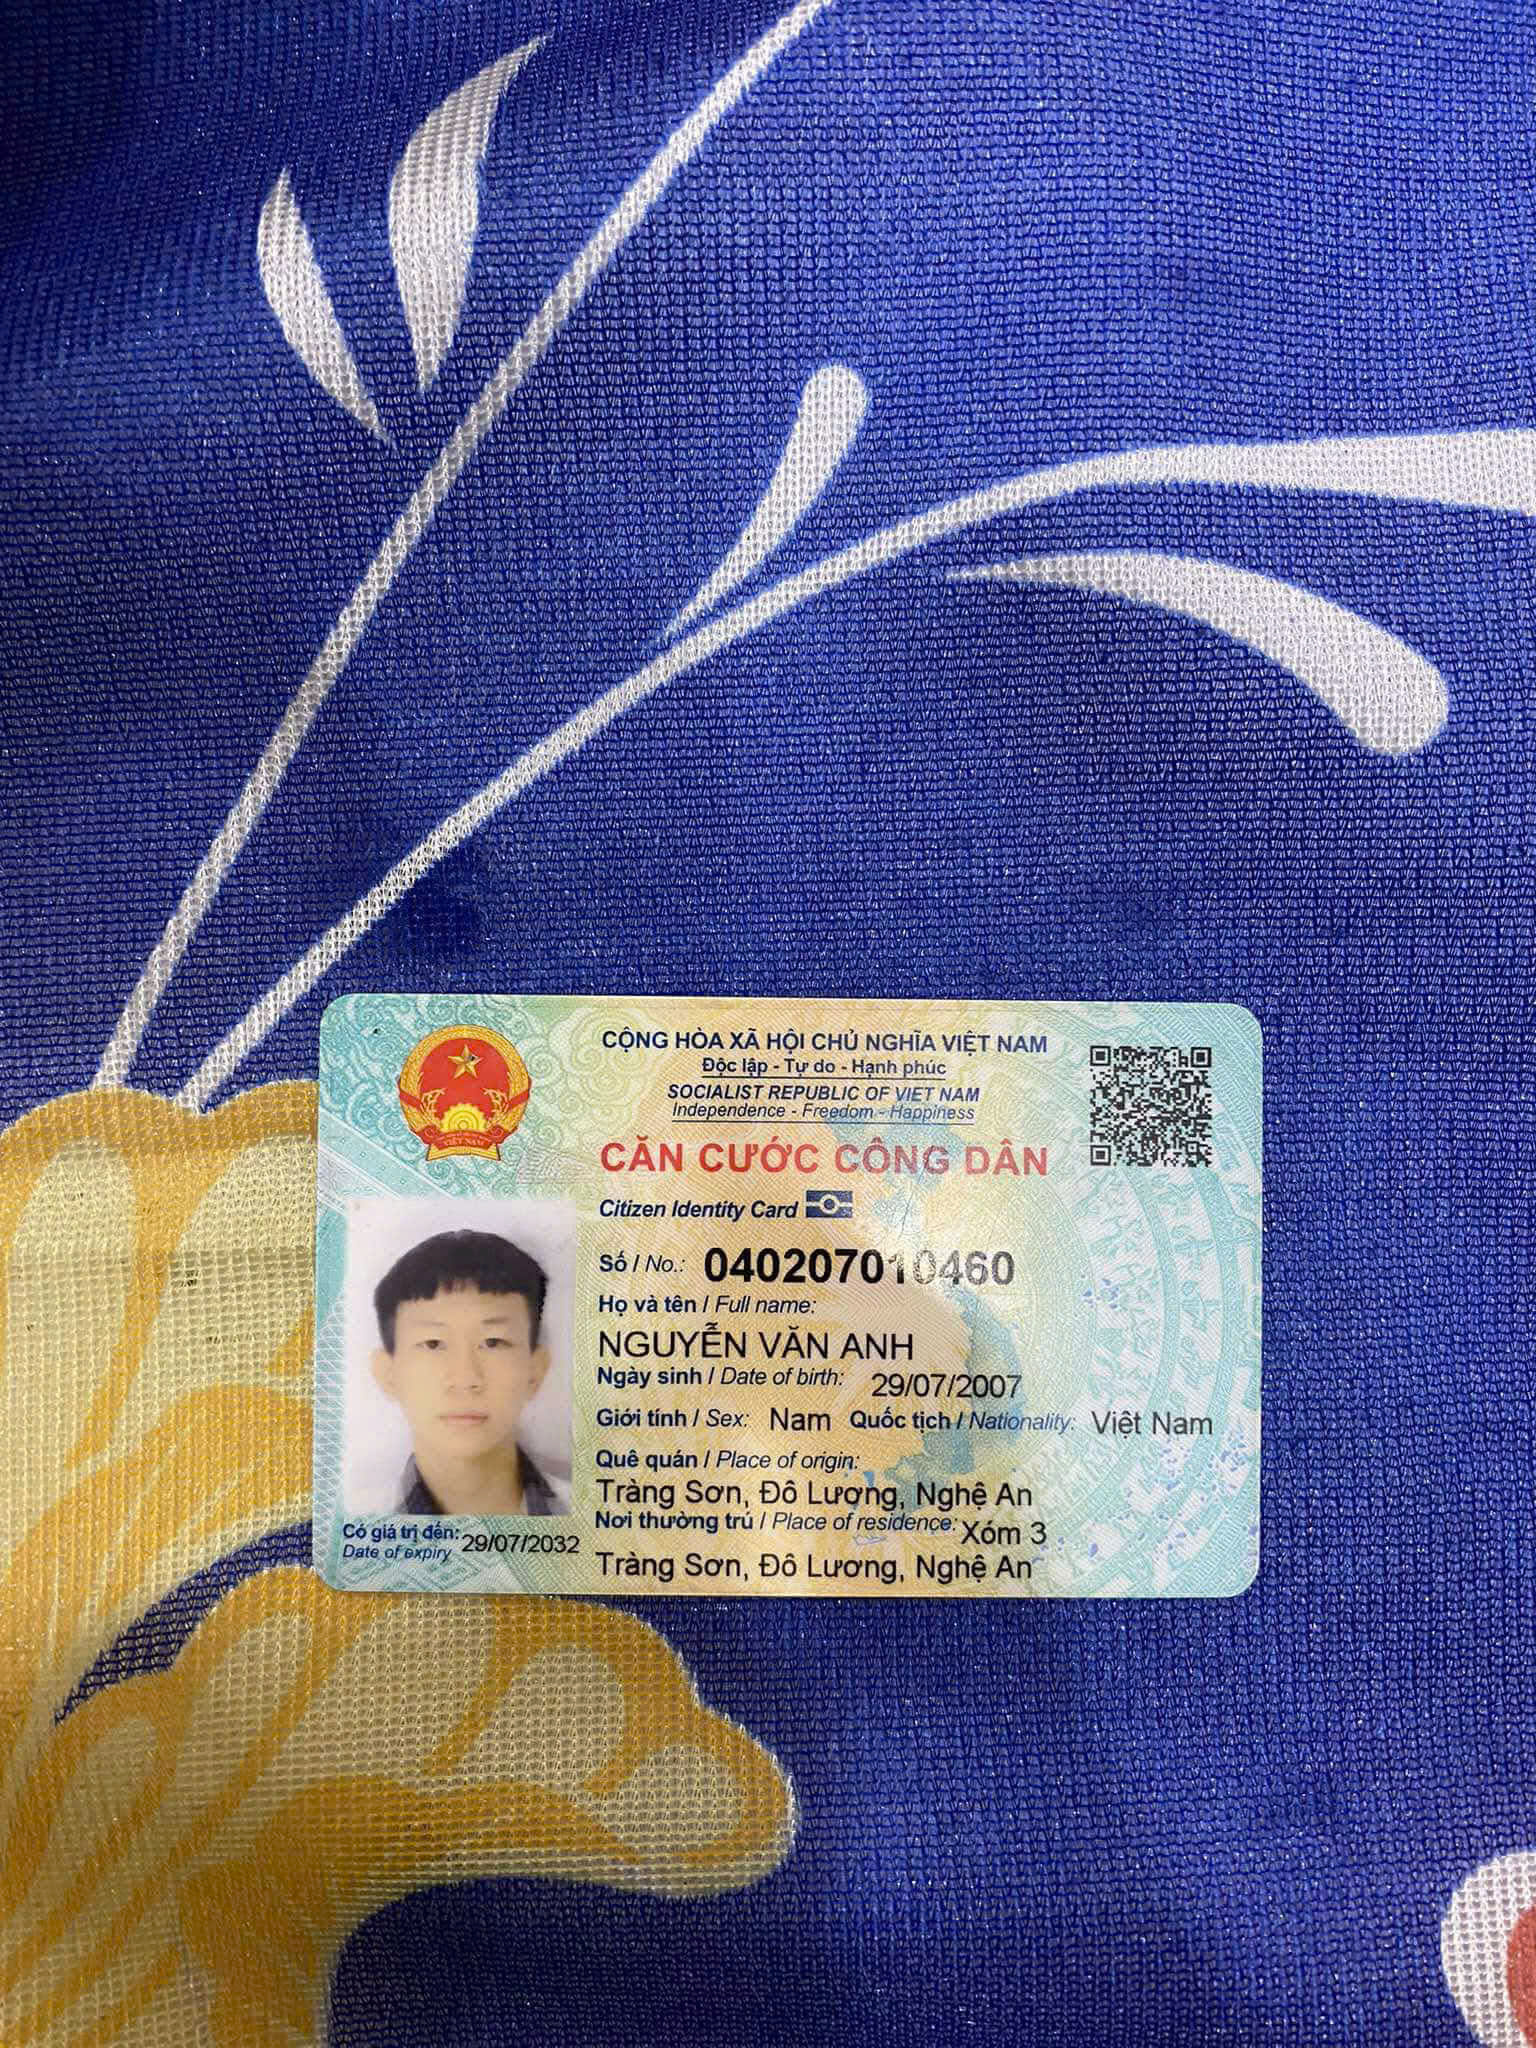 CỘNG HÒA XÃ HỘI CHỦ NGHĨA VIỆT NAM
Độc lập - Tự do - Hạnh phúc
SOCIALIST REPUBLIC OF VIET NAM
Independence - Freedom - Happiness
CĂN CƯỚC CÔNG DÂN
Citizen Identity Card
Số / No.: 040207010460
Họ và tên / Full name:
NGUYỄN VĂN ANH
Ngày sinh / Date of birth: 29/07/2007
Giới tính / Sex: Nam Quốc tịch / Nationality: Việt Nam
Quê quán / Place of origin:
Tràng Sơn, Đô Lương, Nghệ An
Nơi thường trú / Place of residence: Xóm 3
Tràng Sơn, Đô Lương, Nghệ An
Có giá trị đến: 29/07/2032
Date of expiry
VIỆT NAM